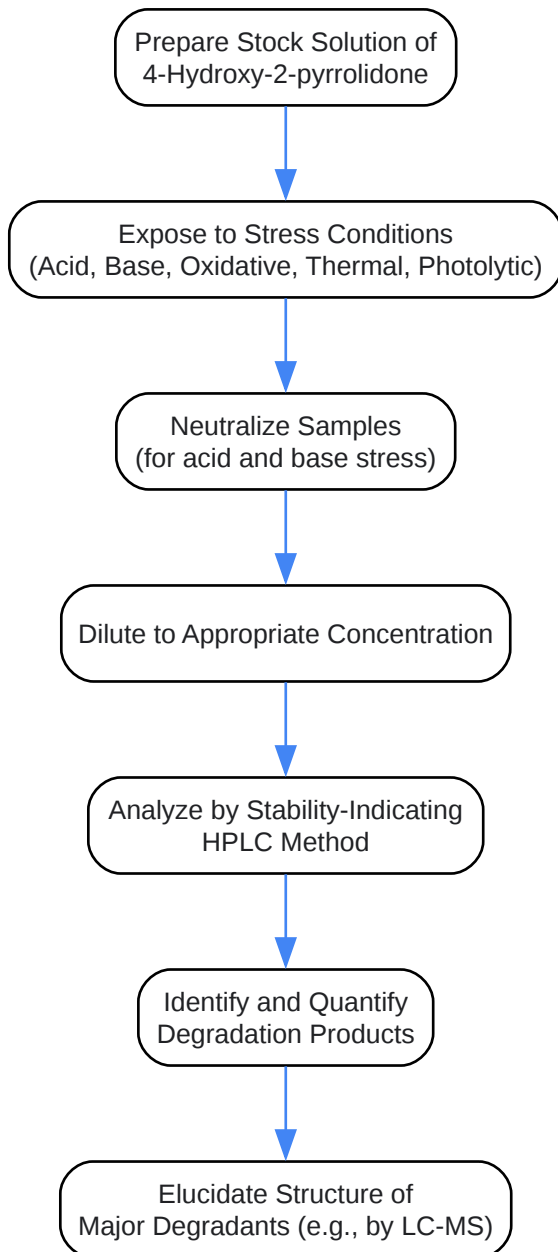 Prepare Stock Solution of
4-Hydroxy-2-pyrrolidone
Expose to Stress Conditions
(Acid, Base, Oxidative, Thermal, Photolytic)
Neutralize Samples
(for acid and base stress)
Dilute to Appropriate Concentration
Analyze by Stability-Indicating
HPLC Method
Identify and Quantify
Degradation Products
Elucidate Structure of
Major Degradants (e.g., by LC-MS)